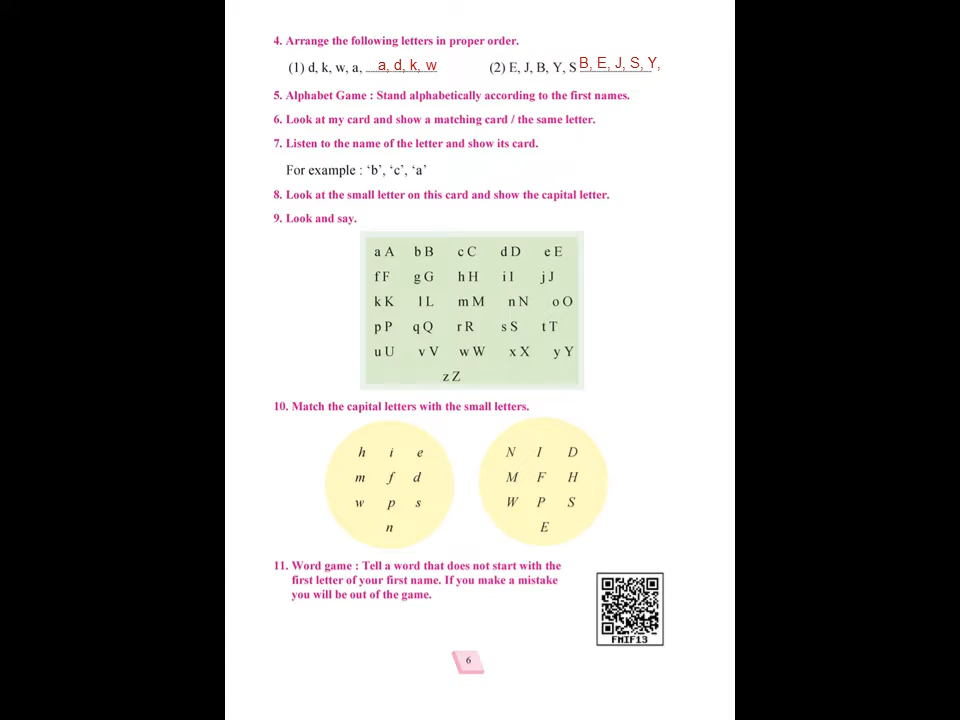 4. Arrange the following letters in proper order.
(1) d, k, w, a, a, d, k, w (2) E, J, B, Y, S B, E, J, S, Y,
5. Alphabet Game : Stand alphabetically according to the first names.
6. Look at my card and show a matching card / the same letter.
7. Listen to the name of the letter and show its card.
For example : ‘b’, ‘c’, ‘a’
8. Look at the small letter on this card and show the capital letter.
9. Look and say.
a A b B c C d D e E
f F g G h H i I j J
k K l L m M n N o O
p P q Q r R s S t T
u U v V w W x X y Y
z Z
10. Match the capital letters with the small letters.
h i e N I D
m f d M F H
w p s W P S
n E
11. Word game : Tell a word that does not start with the
first letter of your first name. If you make a mistake
you will be out of the game.
FMIF13
6